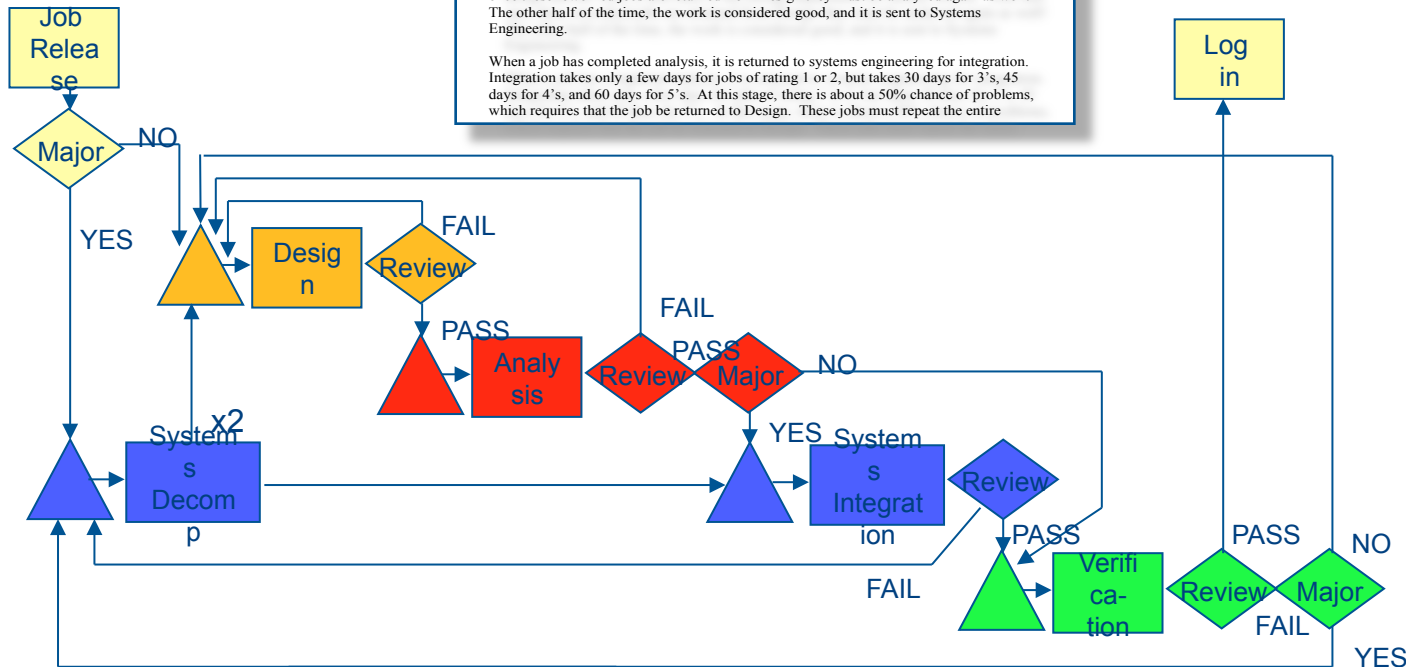 Job
Relea
se
The other half of the time, the work is considered good, and it is sent to Systems
Engineering.
When a job has completed analysis, it is returned to systems engineering for integration.
Integration takes only a few days for jobs of rating 1 or 2, but takes 30 days for 3's, 45
days for 4's, and 60 days for 5's. At this stage, there is about a 50% chance of problems,
which requires that the job be returned to Design. These jobs must repeat the entire
Log
in
Major
NO
YES
Desig
n
Review
FAIL
PASS
Analy
sis
Review
FAIL
PASS
Major
NO
YES
x2
System
s
Decom
p
System
s
Integrat
ion
Review
PASS
FAIL
Verifi
ca-
tion
Review
PASS
FAIL
Major
NO
YES